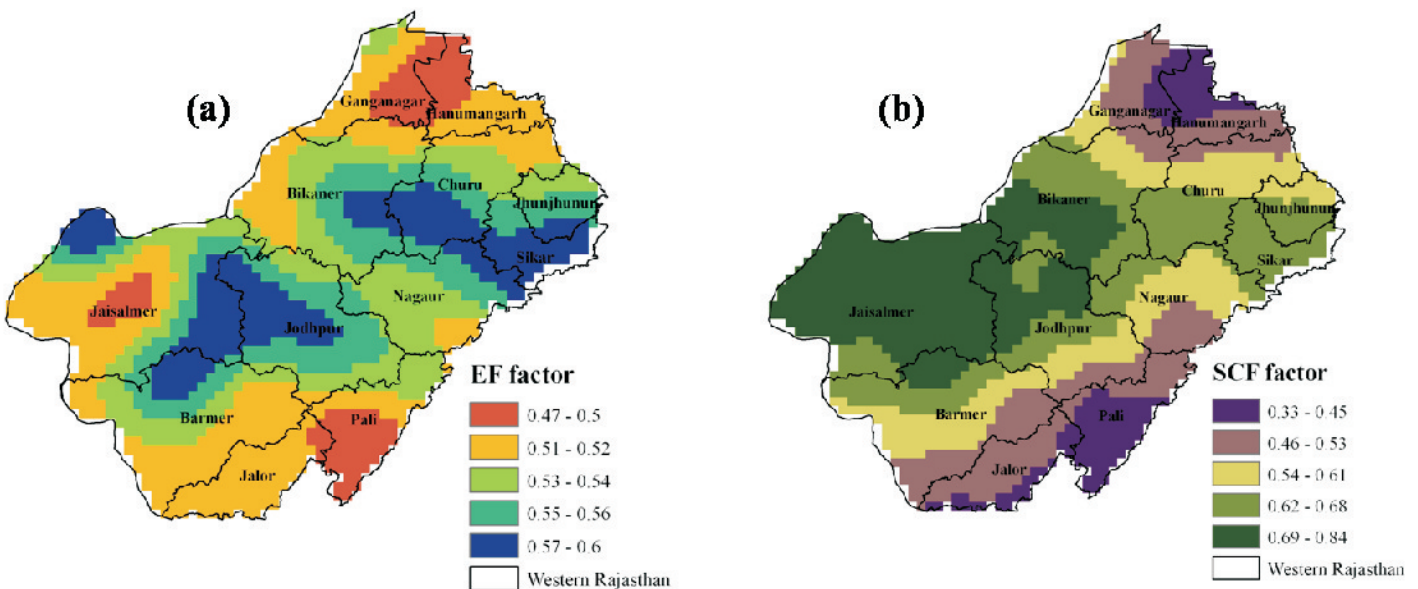 (a)
Ganganagar
Hanumangarh
Bikaner
Churu
Jhunjhunun
Sikar
Nagaur
Jaisalmer
Jodhpur
Barmer
Pali
Jalor
EF factor
0.47 - 0.5
0.51 - 0.52
0.53 - 0.54
0.55 - 0.56
0.57 - 0.6
Western Rajasthan
(b)
Ganganagar
Hanumangarh
Bikaner
Churu
Jhunjhunun
Sikar
Nagaur
Jaisalmer
Jodhpur
Barmer
Pali
Jalor
SCF factor
0.33 - 0.45
0.46 - 0.53
0.54 - 0.61
0.62 - 0.68
0.69 - 0.84
Western Rajasthan